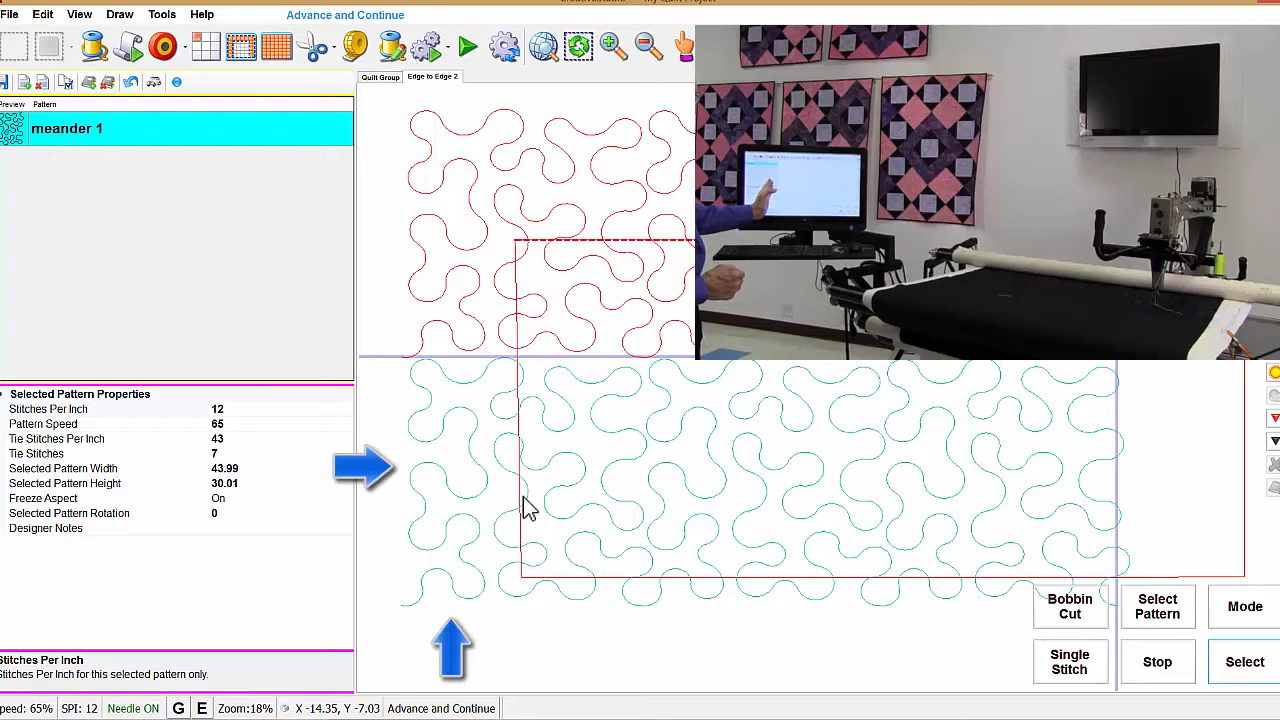 File Edit View Draw Tools Help Advance and Continue
Quilt Group Edge to Edge 2
Preview Pattern
meander 1
Selected Pattern Properties
Stitches Per Inch 12
Pattern Speed 65
Tie Stitches Per Inch 43
Tie Stitches 7
Selected Pattern Width 43.99
Selected Pattern Height 30.01
Freeze Aspect On
Selected Pattern Rotation 0
Designer Notes
Bobbin Cut
Select Pattern
Mode
Single Stitch
Stop
Select
Stitches Per Inch
Stitches Per Inch for this selected pattern only.
peed: 65% SPI: 12 Needle ON G E Zoom:18% X -14.35, Y -7.03 Advance and Continue